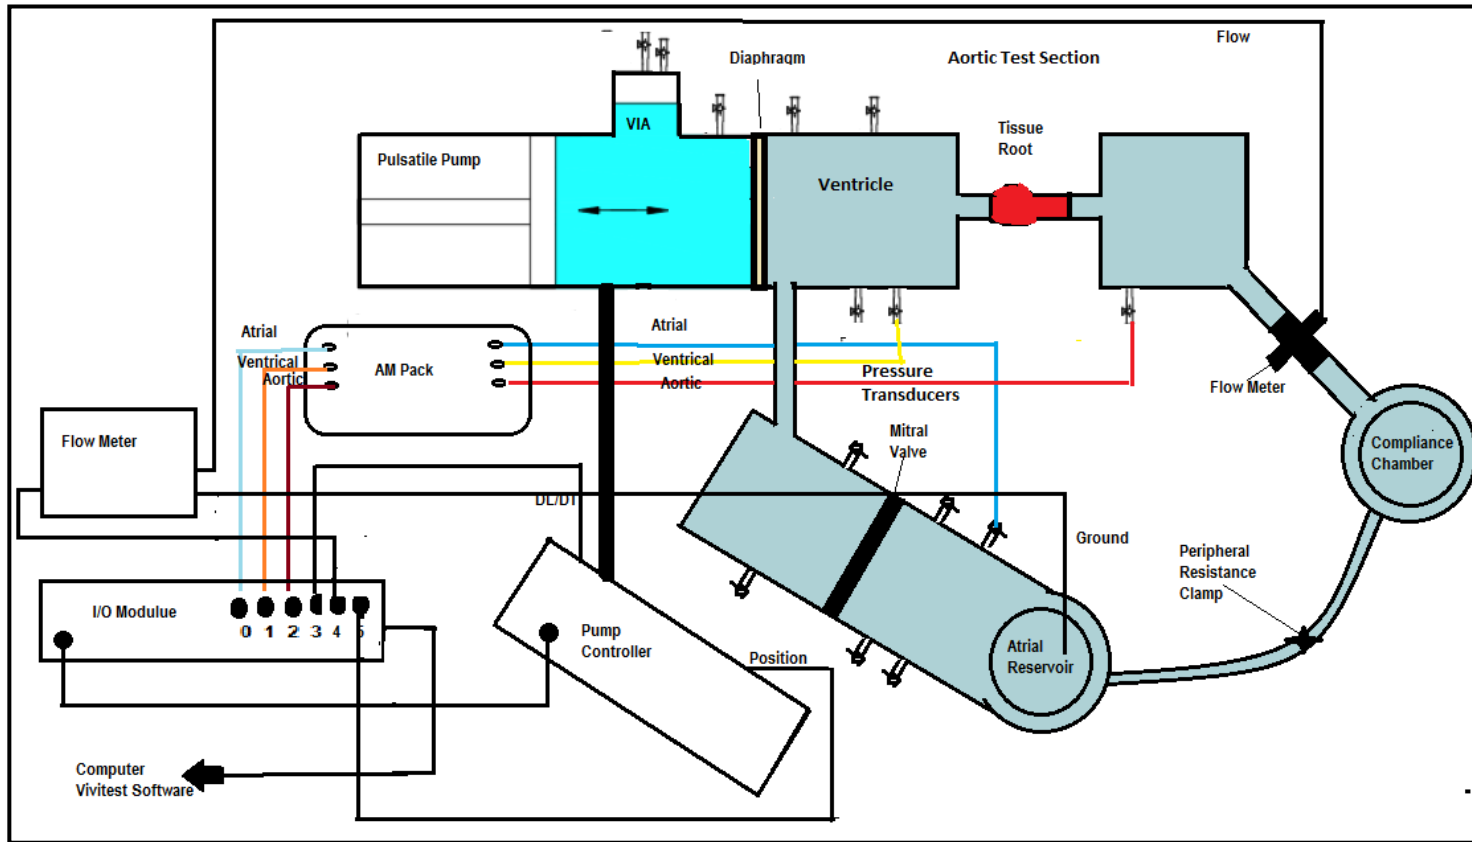 Flow
Diaphragm
Aortic Test Section
VIA
Tissue
Root
Pulsatile Pump
Ventricle
Atrial
Ventrical
Aortic
AM Pack
Atrial
Ventrical
Aortic
Pressure
Transducers
Flow Meter
Flow Meter
Mitral
Valve
Compliance
Chamber
DL/DT
Ground
Peripheral
Resistance
Clamp
I/O Modulue
0 1 2 3 4 5
Pump
Controller
Position
Atrial
Reservoir
Computer
Vivitest Software